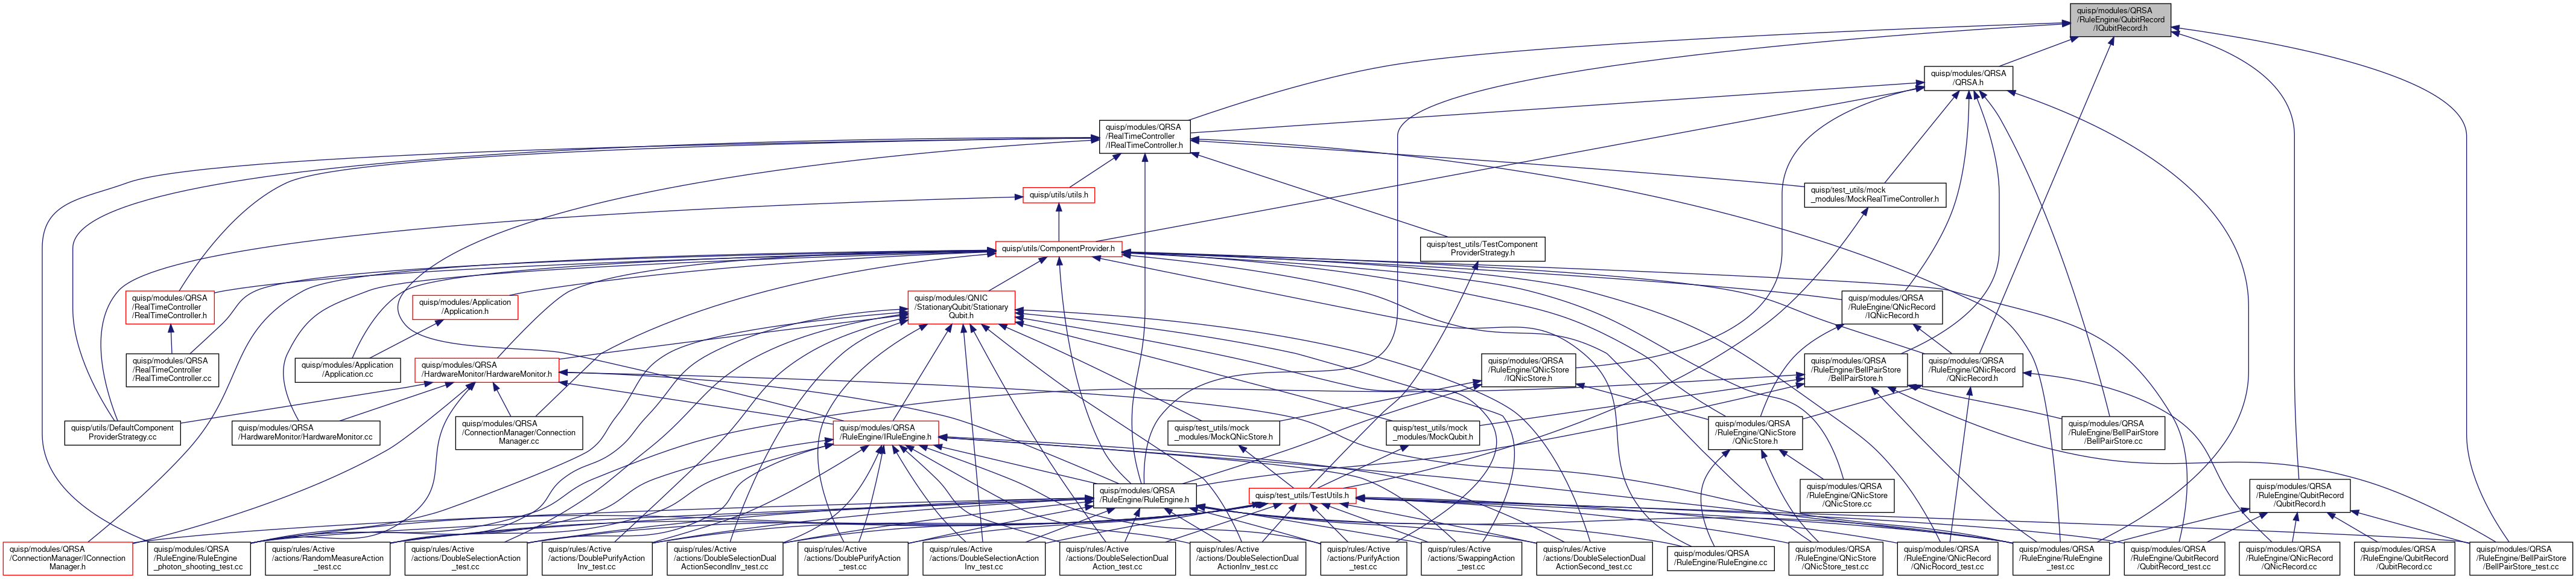 quisp/modules/QRSA
/RuleEngine/QubitRecord
/IQubitRecord.h
quisp/modules/QRSA
/QRSA.h
quisp/modules/QRSA
/RealTimeController
/IRealTimeController.h
quisp/utils/utils.h
quisp/test_utils/mock
_modules/MockRealTimeController.h
quisp/utils/ComponentProvider.h
quisp/test_utils/TestComponent
ProviderStrategy.h
quisp/modules/QRSA
/RealTimeController
/RealTimeController.h
quisp/modules/Application
/Application.h
quisp/modules/QNIC
/StationaryQubit/Stationary
Qubit.h
quisp/modules/QRSA
/RuleEngine/QNicRecord
/IQNicRecord.h
quisp/modules/QRSA
/RealTimeController
/RealTimeController.cc
quisp/modules/Application
/Application.cc
quisp/modules/QRSA
/HardwareMonitor/HardwareMonitor.h
quisp/modules/QRSA
/RuleEngine/QNicStore
/IQNicStore.h
quisp/modules/QRSA
/RuleEngine/BellPairStore
/BellPairStore.h
quisp/modules/QRSA
/RuleEngine/QNicRecord
/QNicRecord.h
quisp/utils/DefaultComponent
ProviderStrategy.cc
quisp/modules/QRSA
/HardwareMonitor/HardwareMonitor.cc
quisp/modules/QRSA
/ConnectionManager/Connection
Manager.cc
quisp/modules/QRSA
/RuleEngine/IRuleEngine.h
quisp/test_utils/mock
_modules/MockQNicStore.h
quisp/test_utils/mock
_modules/MockQubit.h
quisp/modules/QRSA
/RuleEngine/QNicStore
/QNicStore.h
quisp/modules/QRSA
/RuleEngine/BellPairStore
/BellPairStore.cc
quisp/modules/QRSA
/RuleEngine/RuleEngine.h
quisp/test_utils/TestUtils.h
quisp/modules/QRSA
/RuleEngine/QNicStore
/QNicStore.cc
quisp/modules/QRSA
/RuleEngine/QubitRecord
/QubitRecord.h
quisp/modules/QRSA
/ConnectionManager/IConnection
Manager.h
quisp/modules/QRSA
/RuleEngine/RuleEngine
_photon_shooting_test.cc
quisp/rules/Active
/actions/RandomMeasureAction
_test.cc
quisp/rules/Active
/actions/DoubleSelectionAction
_test.cc
quisp/rules/Active
/actions/DoublePurifyAction
Inv_test.cc
quisp/rules/Active
/actions/DoubleSelectionDual
ActionSecondInv_test.cc
quisp/rules/Active
/actions/DoublePurifyAction
_test.cc
quisp/rules/Active
/actions/DoubleSelectionAction
Inv_test.cc
quisp/rules/Active
/actions/DoubleSelectionDual
Action_test.cc
quisp/rules/Active
/actions/DoubleSelectionDual
ActionInv_test.cc
quisp/rules/Active
/actions/PurifyAction
_test.cc
quisp/rules/Active
/actions/SwappingAction
_test.cc
quisp/rules/Active
/actions/DoubleSelectionDual
ActionSecond_test.cc
quisp/modules/QRSA
/RuleEngine/RuleEngine.cc
quisp/modules/QRSA
/RuleEngine/QNicStore
/QNicStore_test.cc
quisp/modules/QRSA
/RuleEngine/QNicRecord
/QNicRocord_test.cc
quisp/modules/QRSA
/RuleEngine/RuleEngine
_test.cc
quisp/modules/QRSA
/RuleEngine/QubitRecord
/QubitRecord_test.cc
quisp/modules/QRSA
/RuleEngine/QNicRecord
/QNicRecord.cc
quisp/modules/QRSA
/RuleEngine/QubitRecord
/QubitRecord.cc
quisp/modules/QRSA
/RuleEngine/BellPairStore
/BellPairStore_test.cc